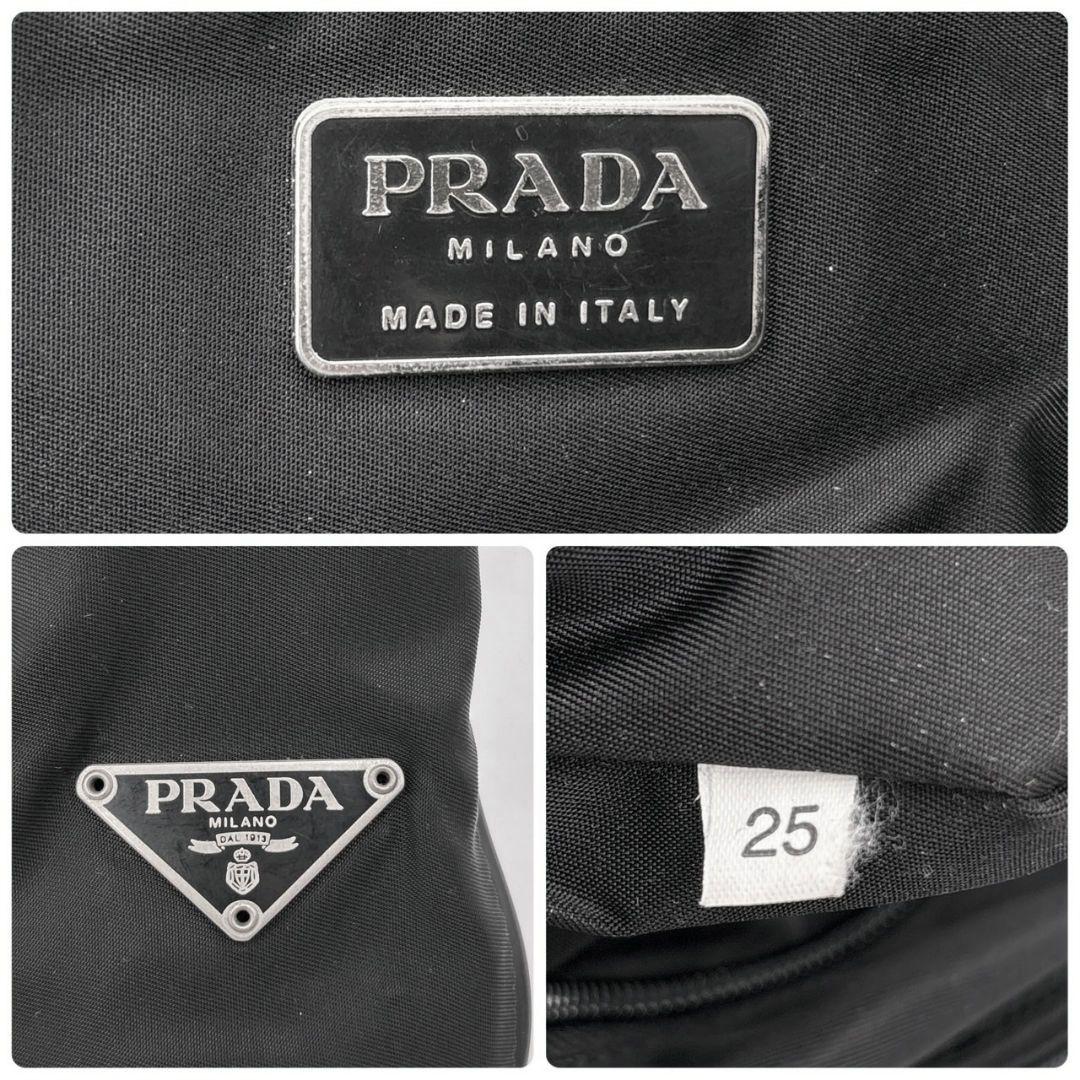 PRADA
MILANO
MADE IN ITALY
PRADA
MILANO
DAL 1913
25